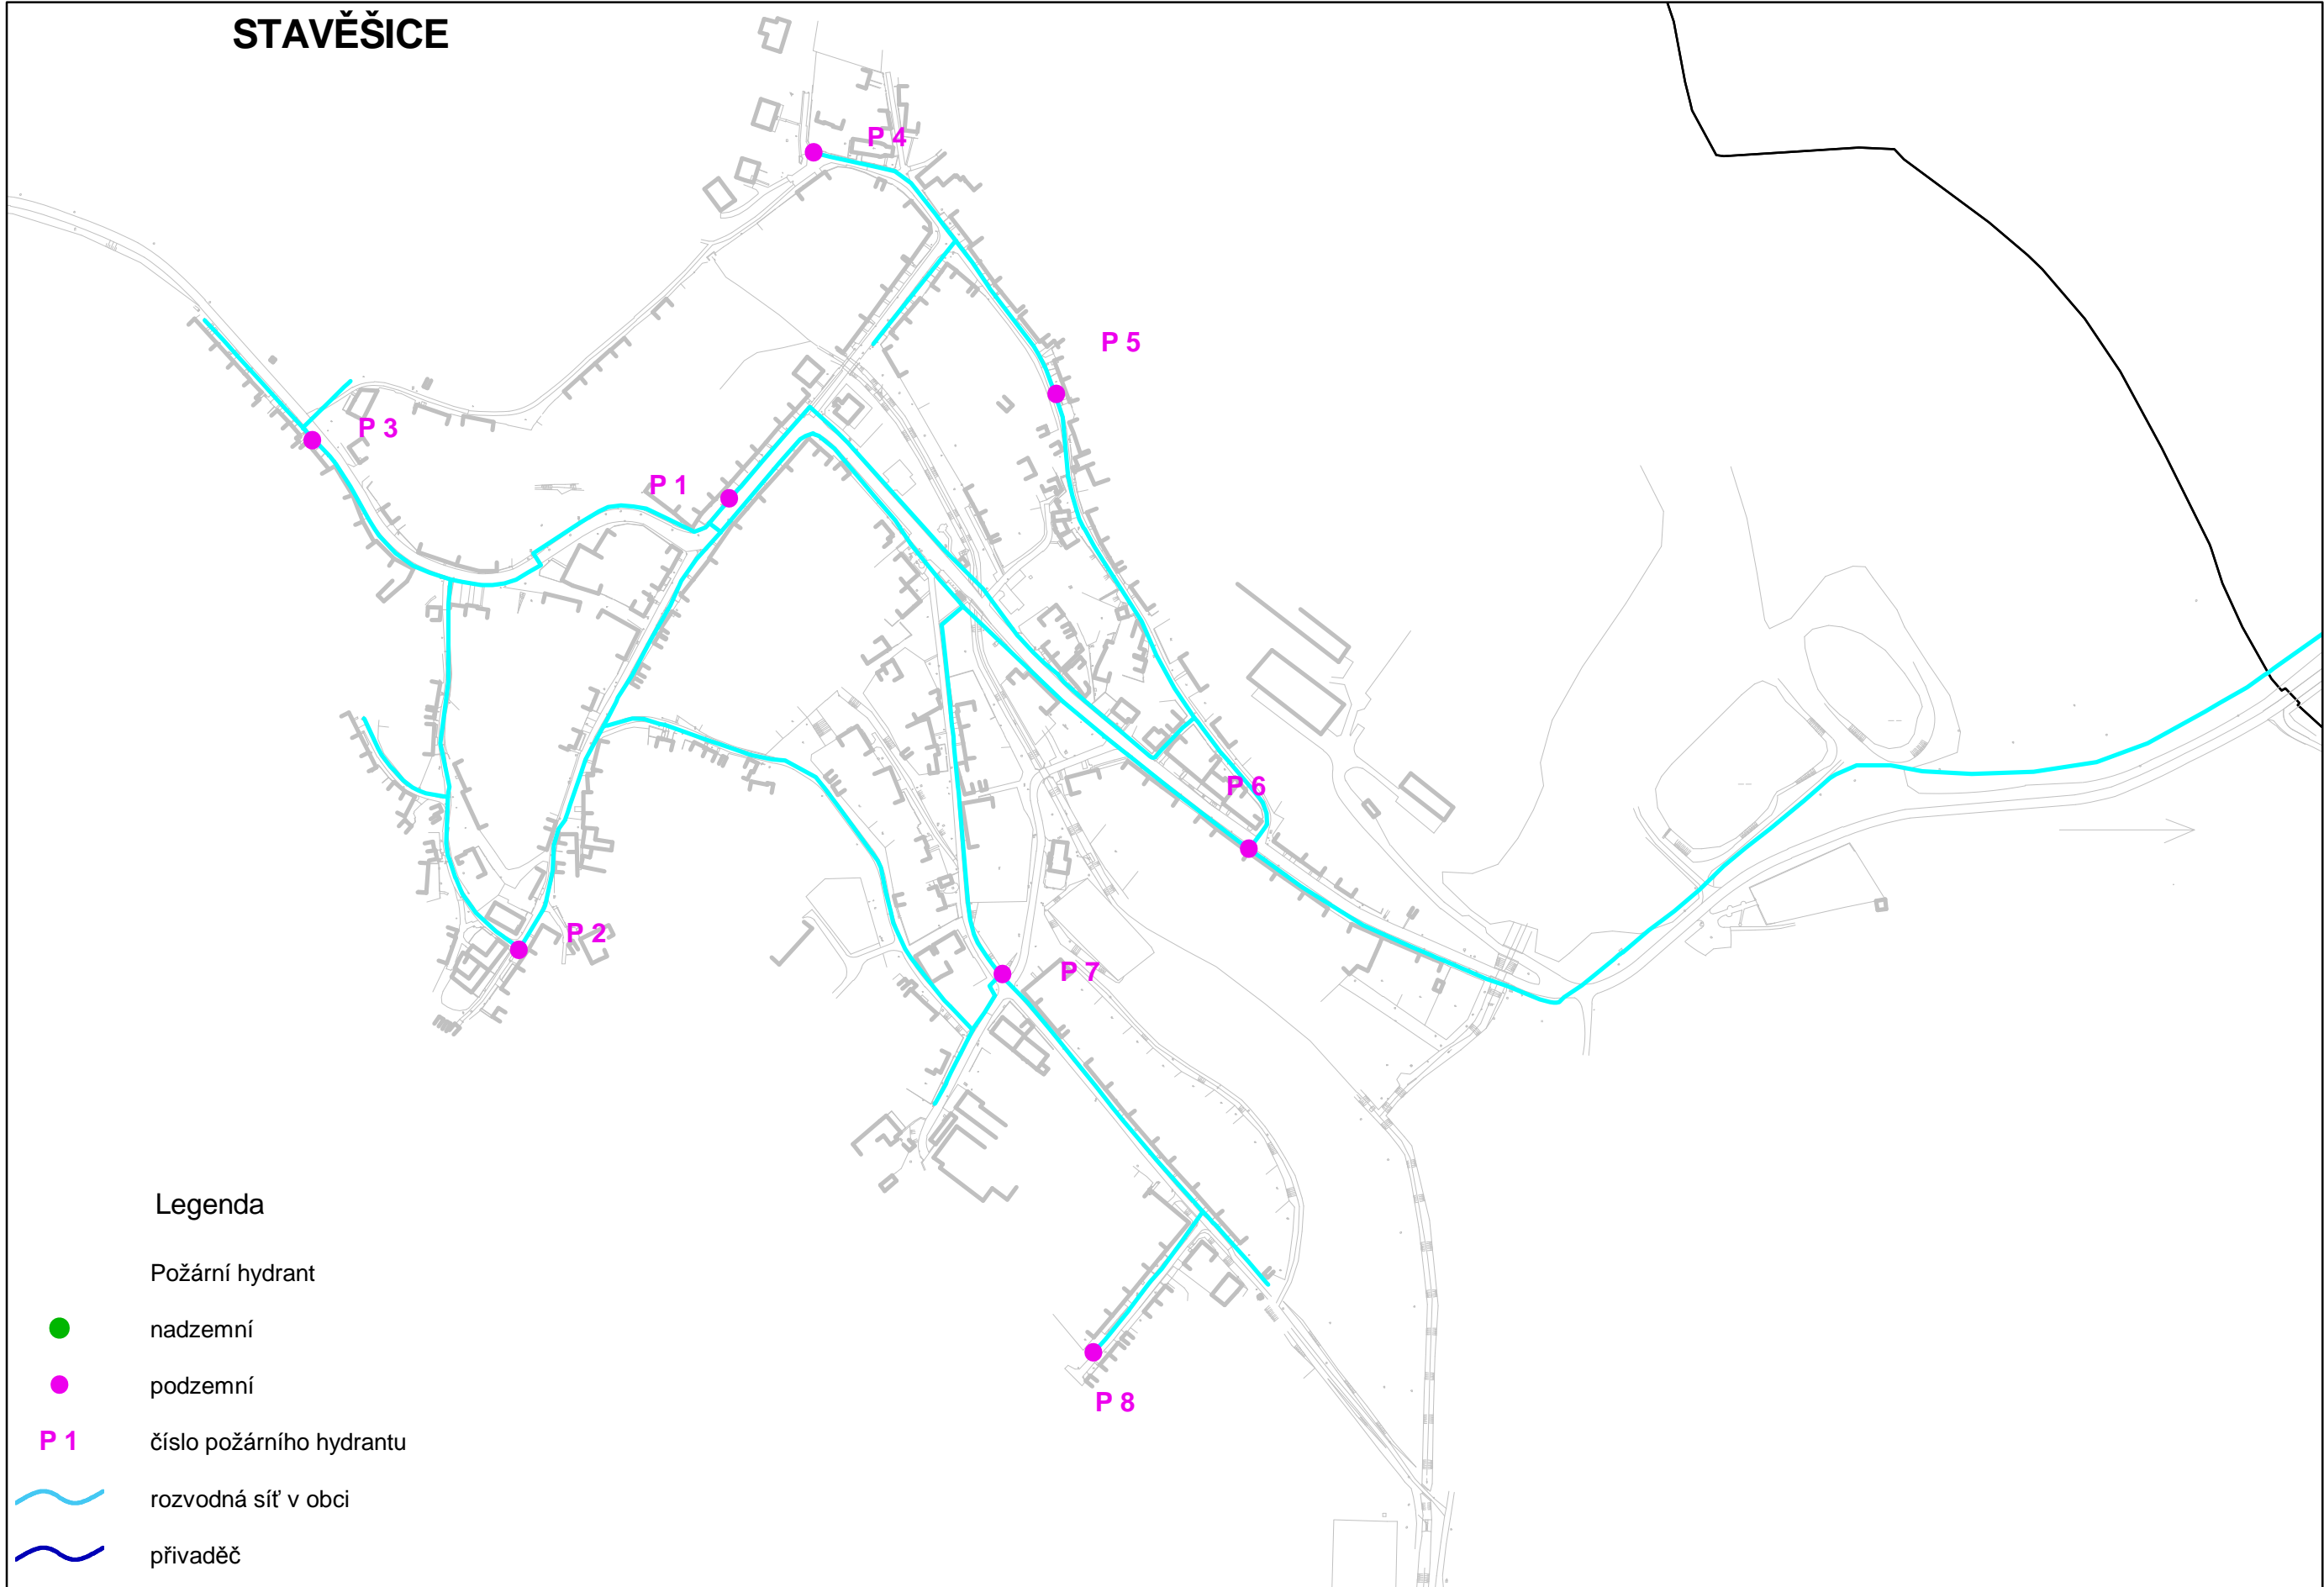 STAVĚŠICE
P 4
P 5
P 3
P 1
P 6
P 2
P 7
P 8
Legenda
Požární hydrant
nadzemní
podzemní
P 1 číslo požárního hydrantu
rozvodná síť v obci
přivaděč